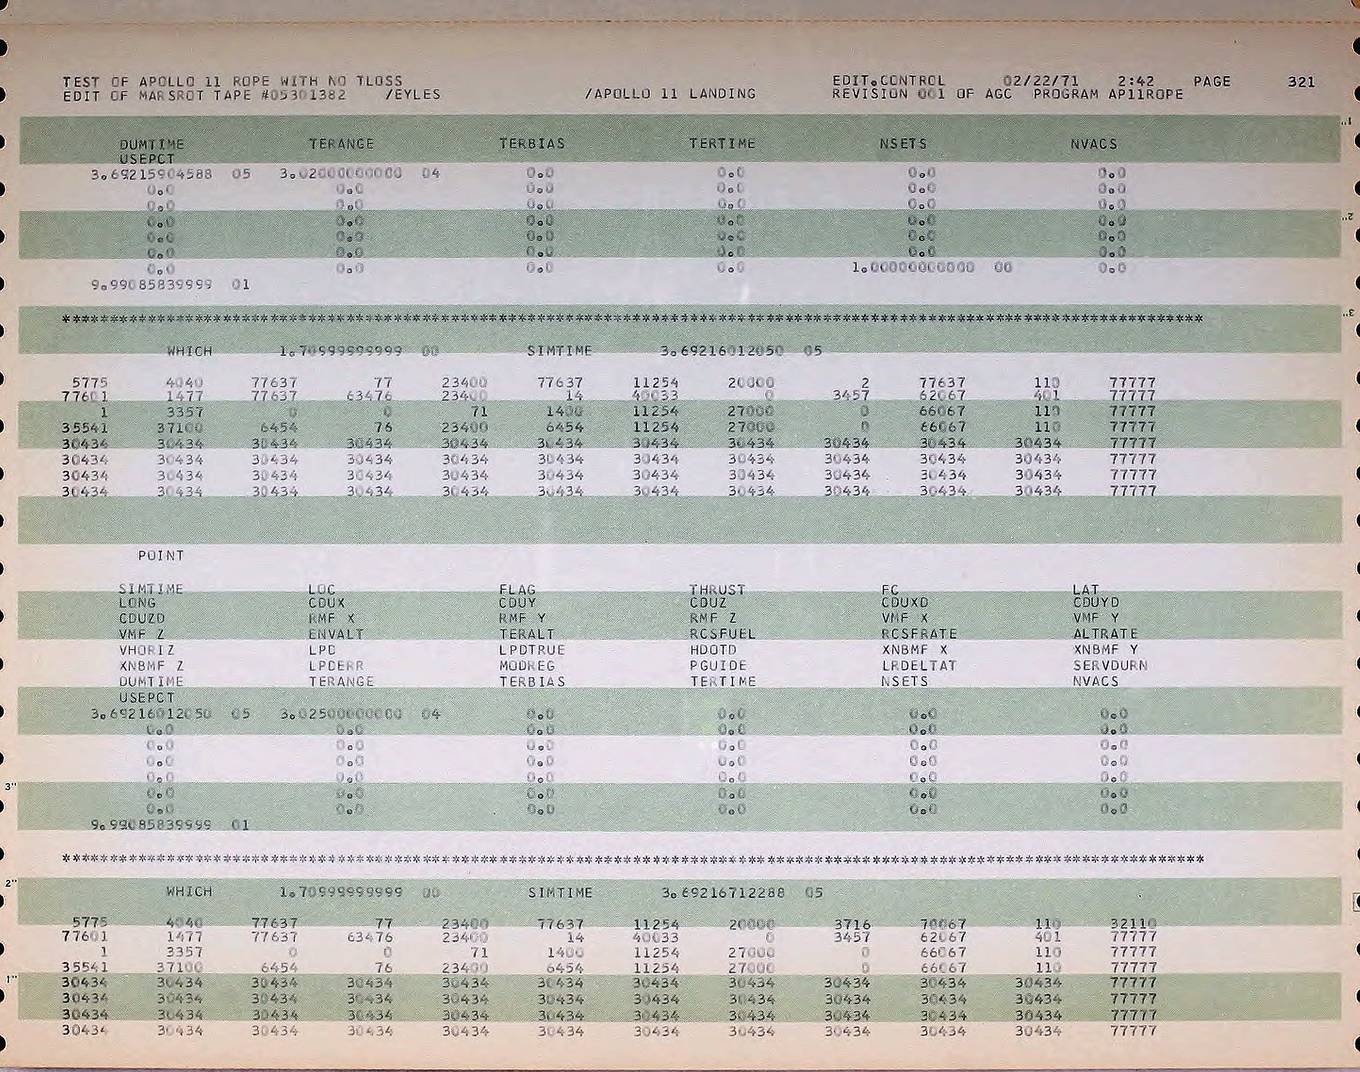 TEST OF APOLLO 11 ROPE WITH NO TLOSS EDIT.CONTROL 02/22/71 2:42 PAGE 321
EDIT OF MARSROT TAPE #05301382 /EYLES /APOLLO 11 LANDING REVISION 001 OF AGC PROGRAM AP11ROPE
DUMTIME TERANGE TERBIAS TERTIME NSETS NVACS
USEPCT
3.69215904588 05 3.02000000000 04 0.0 0.0 0.0 0.0
0.0 0.0 0.0 0.0 0.0 0.0
0.0 0.0 0.0 0.0 0.0 0.0
0.0 0.0 0.0 0.0 0.0 0.0
0.0 0.0 0.0 0.0 0.0 0.0
0.0 0.0 0.0 0.0 0.0 0.0
0.0 0.0 0.0 0.0 1.00000000000 00 0.0
9.99085839999 01
************************************************************************************************************************
WHICH 1.70999999999 00 SIMTIME 3.69216012050 05
5775 4040 77637 77 23400 77637 11254 20000 2 77637 110 77777
77601 1477 77637 63476 23400 14 40033 0 3457 62067 401 77777
1 3357 0 0 71 1400 11254 27000 0 66067 110 77777
35541 37100 6454 76 23400 6454 11254 27000 0 66067 110 77777
30434 30434 30434 30434 30434 30434 30434 30434 30434 30434 30434 77777
30434 30434 30434 30434 30434 30434 30434 30434 30434 30434 30434 77777
30434 30434 30434 30434 30434 30434 30434 30434 30434 30434 30434 77777
30434 30434 30434 30434 30434 30434 30434 30434 30434 30434 30434 77777
POINT
SIMTIME LOC FLAG THRUST FC LAT
LONG CDUX CDUY CDUZ CDUXD CDUYD
CDUZD RMF X RMF Y RMF Z VMF X VMF Y
VMF Z ENVALT TERALT RCSFUEL RCSFRATE ALTRATE
VHORIZ LPD LPDTRUE HDOTD XNBMF X XNBMF Y
XNBMF Z LPDERR MODREG PGUIDE LRDELTAT SERVDURN
DUMTIME TERANGE TERBIAS TERTIME NSETS NVACS
USEPCT
3.69216012050 05 3.02500000000 04 0.0 0.0 0.0 0.0
0.0 0.0 0.0 0.0 0.0 0.0
0.0 0.0 0.0 0.0 0.0 0.0
0.0 0.0 0.0 0.0 0.0 0.0
0.0 0.0 0.0 0.0 0.0 0.0
0.0 0.0 0.0 0.0 0.0 0.0
0.0 0.0 0.0 0.0 0.0 0.0
9.99085839999 01
************************************************************************************************************************
WHICH 1.70999999999 00 SIMTIME 3.69216712288 05
5775 4040 77637 77 23400 77637 11254 20000 3716 70067 110 32110
77601 1477 77637 63476 23400 14 40033 0 3457 62067 401 77777
1 3357 0 0 71 1400 11254 27000 0 66067 110 77777
35541 37100 6454 76 23400 6454 11254 27000 0 66067 110 77777
30434 30434 30434 30434 30434 30434 30434 30434 30434 30434 30434 77777
30434 30434 30434 30434 30434 30434 30434 30434 30434 30434 30434 77777
30434 30434 30434 30434 30434 30434 30434 30434 30434 30434 30434 77777
30434 30434 30434 30434 30434 30434 30434 30434 30434 30434 30434 77777
3"
2"
1"
1"
2"
3"